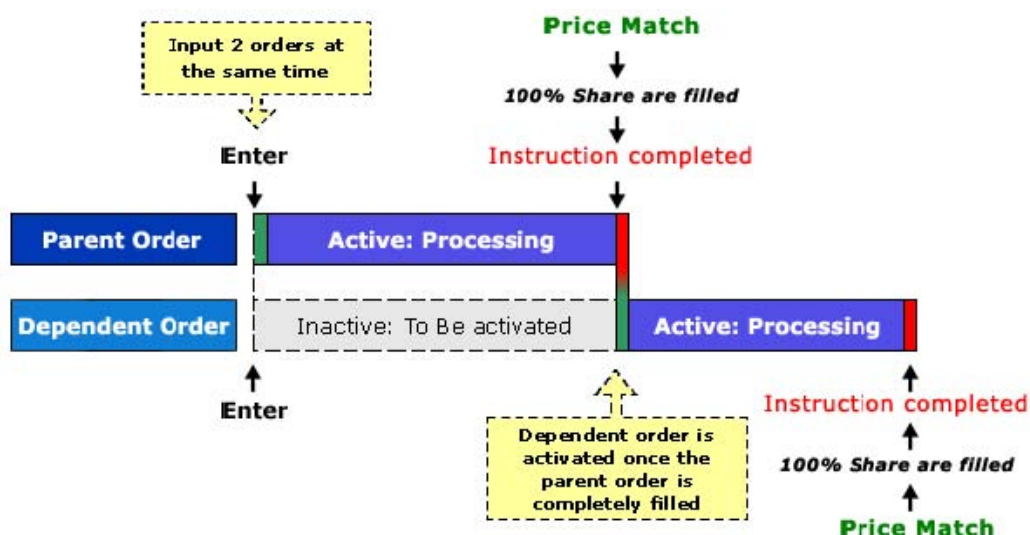 Input 2 orders at
the same time
Enter
Price Match
100% Share are filled
Instruction completed
Parent Order
Active: Processing
Dependent Order
Inactive: To Be activated
Active: Processing
Enter
Dependent order is
activated once the
parent order is
completely filled
Instruction completed
100% Share are filled
Price Match